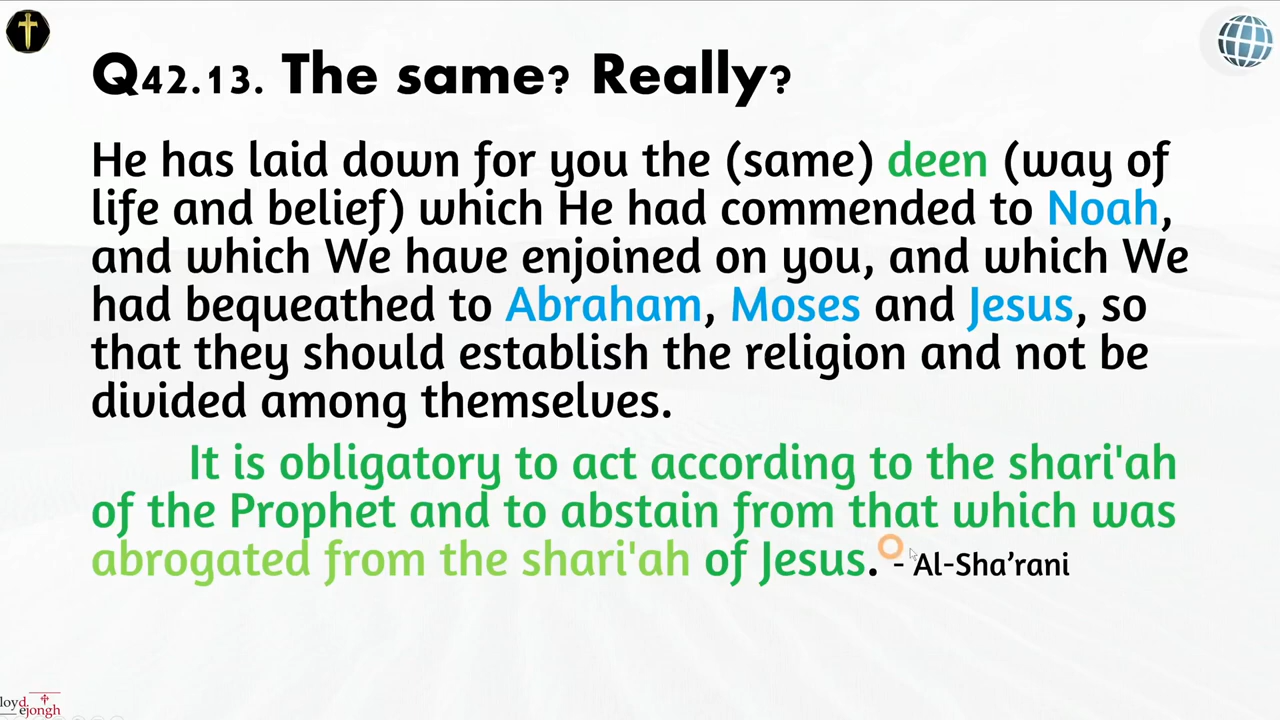 Q42.13. The same? Really?
He has laid down for you the (same) deen (way of
life and belief) which He had commended to Noah,
and which We have enjoined on you, and which We
had bequeathed to Abraham, Moses and Jesus, so
that they should establish the religion and not be
divided among themselves.
It is obligatory to act according to the shari'ah
of the Prophet and to abstain from that which was
abrogated from the shari'ah of Jesus. - Al-Sha’rani
loyd
ejongh